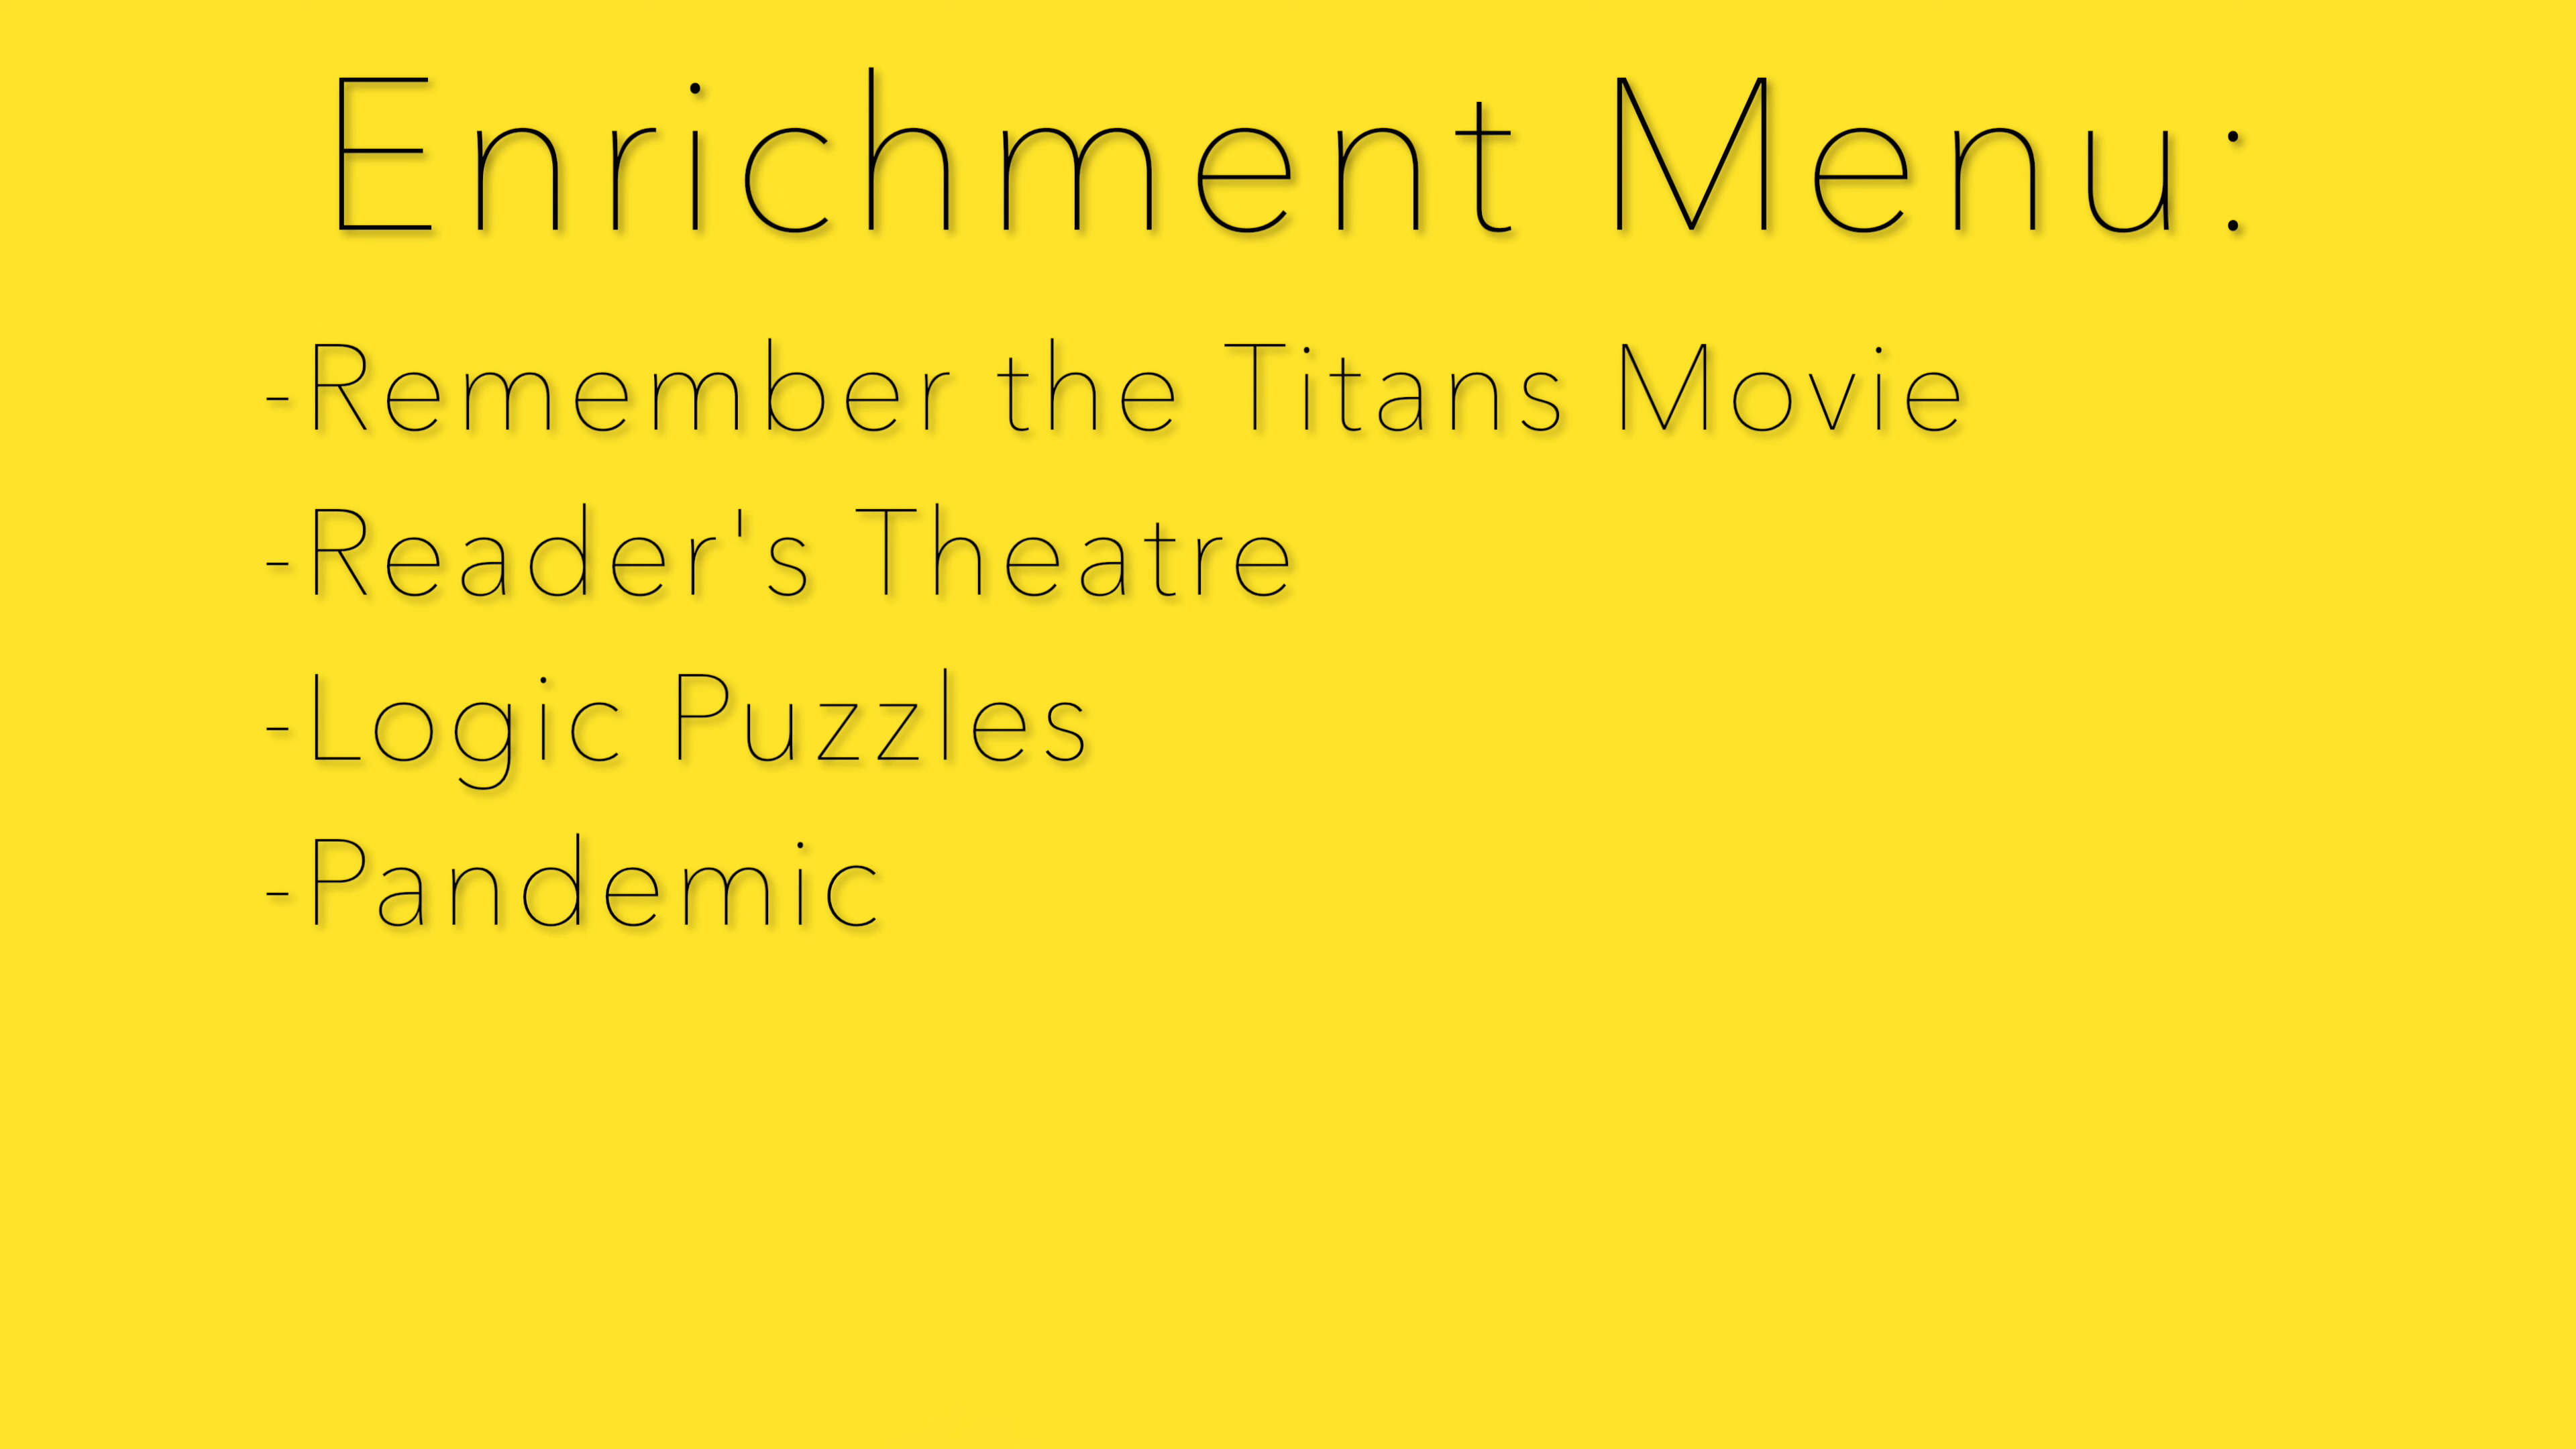 Enrichment Menu:
-Remember the Titans Movie
-Reader's Theatre
-Logic Puzzles
-Pandemic